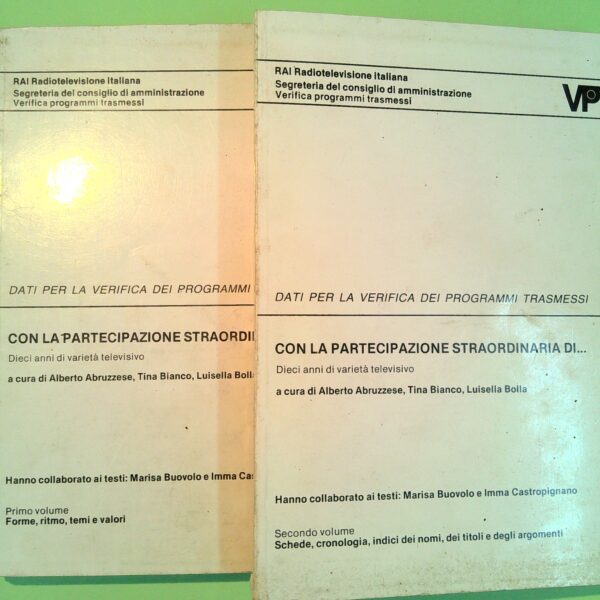 RAI Radiotelevisione Italiana
Segreteria del consiglio di amministrazione
Verifica programmi trasmessi
DATI PER LA VERIFICA DEI PROGRAMMI
CON LA PARTECIPAZIONE STRAORDI
Dieci anni di varietà televisivo
a cura di Alberto Abruzzese, Tina Bianco, Luisella Bolla
Hanno collaborato ai testi: Marisa Buovolo e Imma Cas
Primo volume
Forme, ritmo, temi e valori
RAI Radiotelevisione Italiana
Segreteria del consiglio di amministrazione
Verifica programmi trasmessi
VPT
DATI PER LA VERIFICA DEI PROGRAMMI TRASMESSI
CON LA PARTECIPAZIONE STRAORDINARIA DI...
Dieci anni di varietà televisivo
a cura di Alberto Abruzzese, Tina Bianco, Luisella Bolla
Hanno collaborato ai testi: Marisa Buovolo e Imma Castropignano
Secondo volume
Schede, cronologia, indici dei nomi, dei titoli e degli argomenti